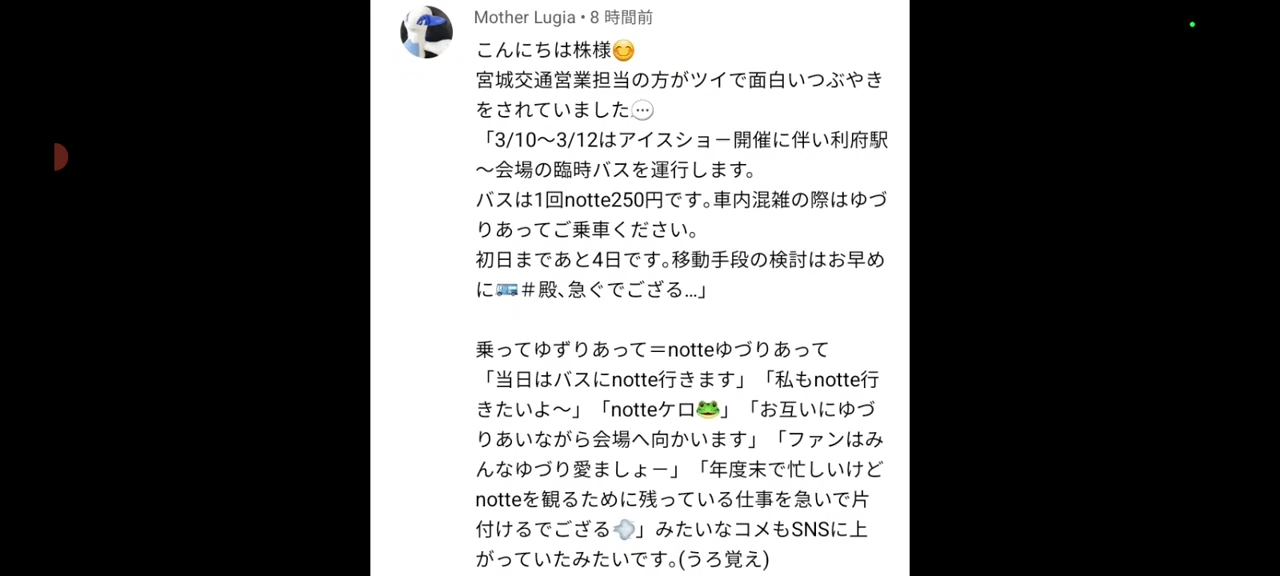 Mother Lugia • 8 時間前
こんにちは株様😊
宮城交通営業担当の方がツイで面白いつぶやき
をされていました💬
「3/10〜3/12はアイスショー開催に伴い利府駅
〜会場の臨時バスを運行します。
バスは1回notte250円です。車内混雑の際はゆづ
りあってご乗車ください。
初日まであと4日です。移動手段の検討はお早め
に🚌＃殿、急ぐでござる…」
乗ってゆずりあって＝notteゆづりあって
「当日はバスにnotte行きます」「私もnotte行
きたいよ〜」「notteケロ🐸」「お互いにゆづ
りあいながら会場へ向かいます」「ファンはみ
んなゆづり愛ましょー」「年度末で忙しいけど
notteを観るために残っている仕事を急いで片
付けるでござる💨」みたいなコメもSNSに上
がっていたみたいです。(うろ覚え)